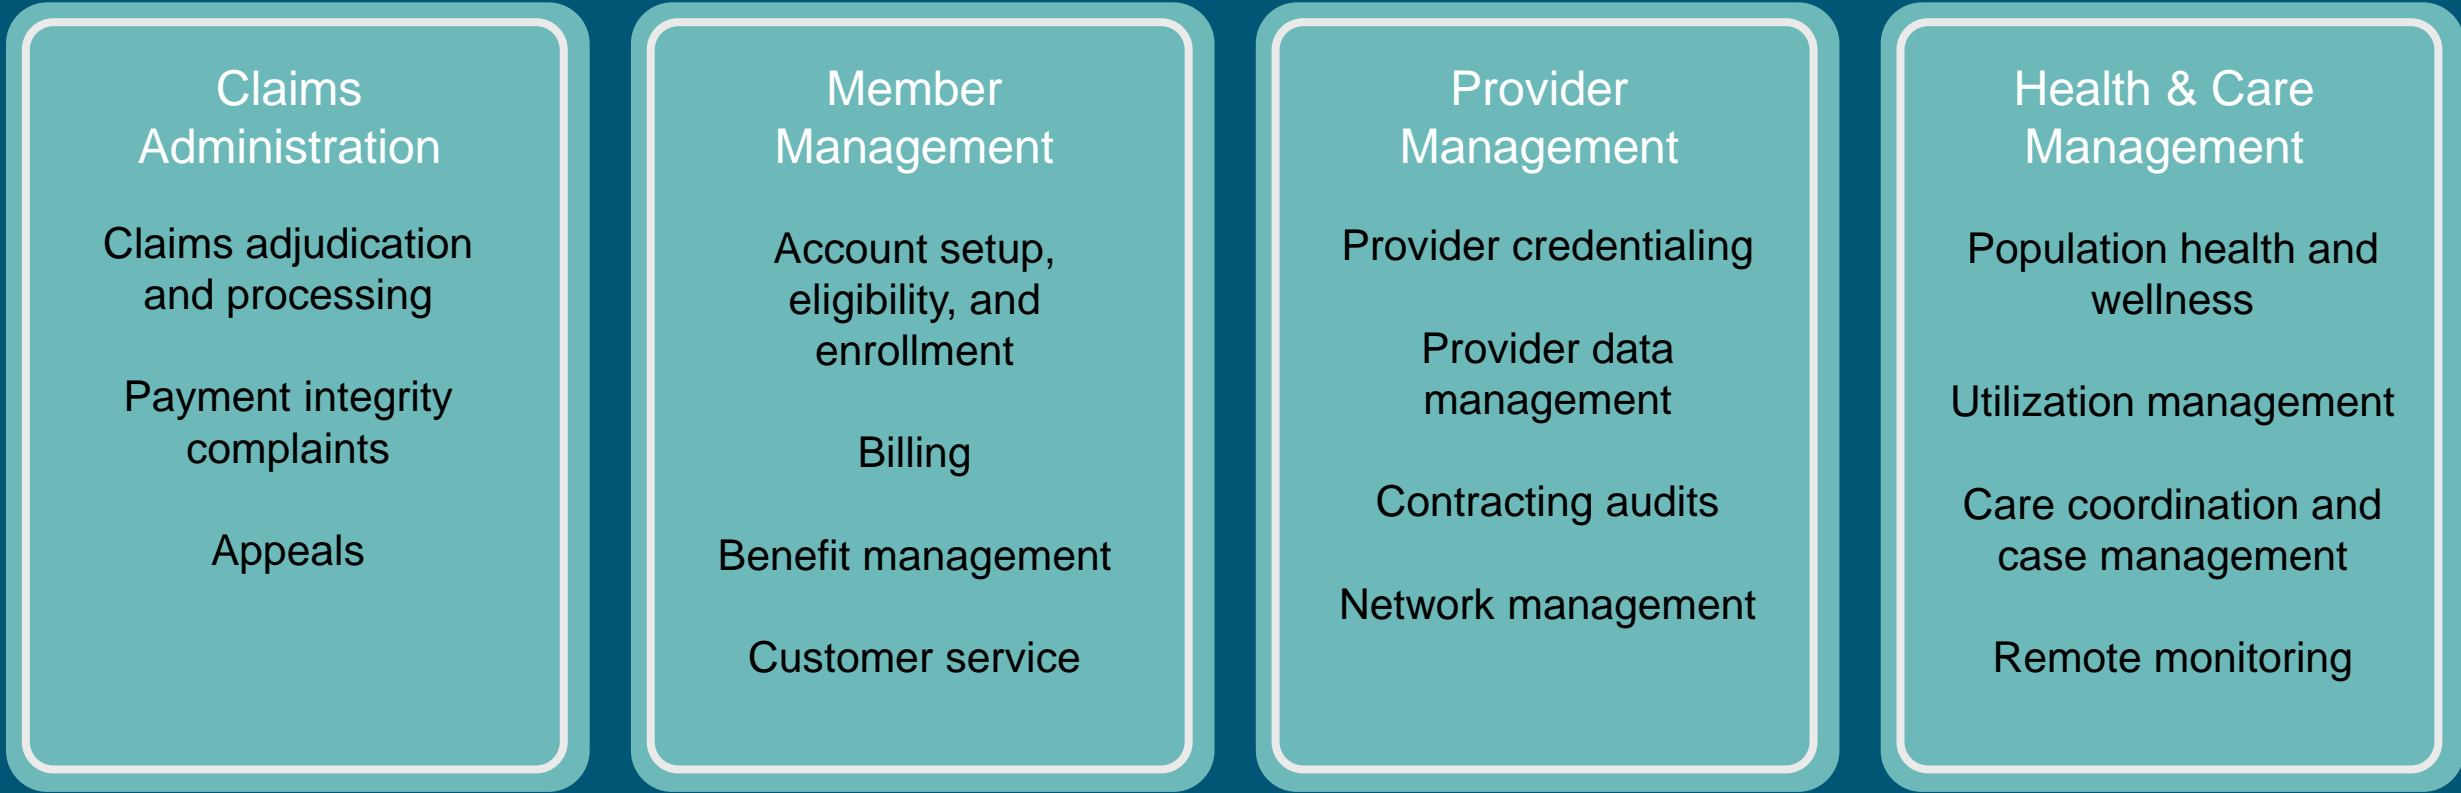 Claims
Administration
Claims adjudication
and processing
Payment integrity
complaints
Appeals
Member
Management
Account setup,
eligibility, and
enrollment
Billing
Benefit management
Customer service
Provider
Management
Provider credentialing
Provider data
management
Contracting audits
Network management
Health & Care
Management
Population health and
wellness
Utilization management
Care coordination and
case management
Remote monitoring